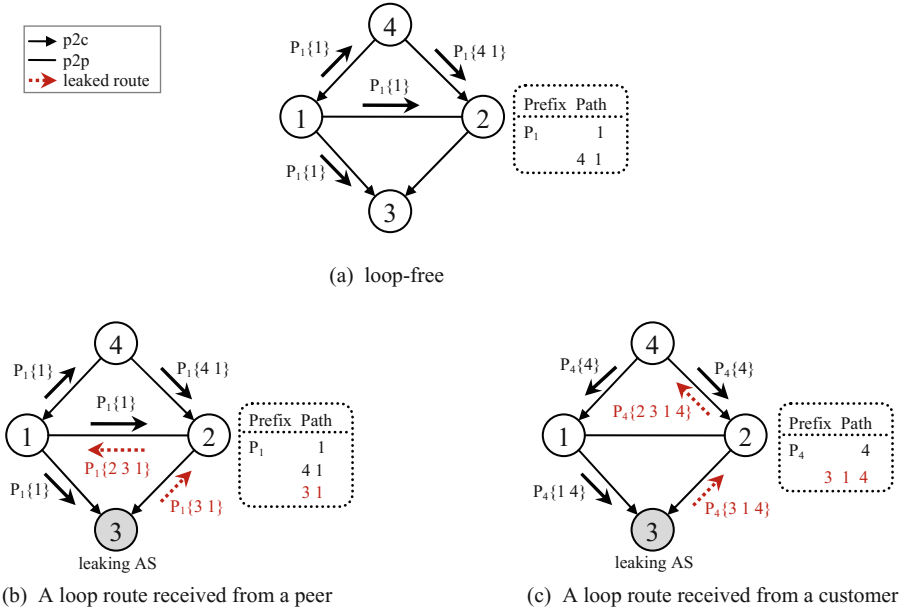 p2c
p2p
leaked route
4
P₁{1}
P₁{4 1}
P₁{1}
1
2
P₁{1}
3
Prefix Path
P₁ 1
4 1
(a) loop-free
4
P₁{1}
P₁{4 1}
P₁{1}
1
2
P₁{2 3 1}
P₁{1}
P₁{3 1}
3
leaking AS
Prefix Path
P₁ 1
4 1
3 1
(b) A loop route received from a peer
4
P₄{4}
P₄{4}
P₄{2 3 1 4}
1
2
P₄{1 4}
P₄{3 1 4}
3
leaking AS
Prefix Path
P₄ 4
3 1 4
(c) A loop route received from a customer